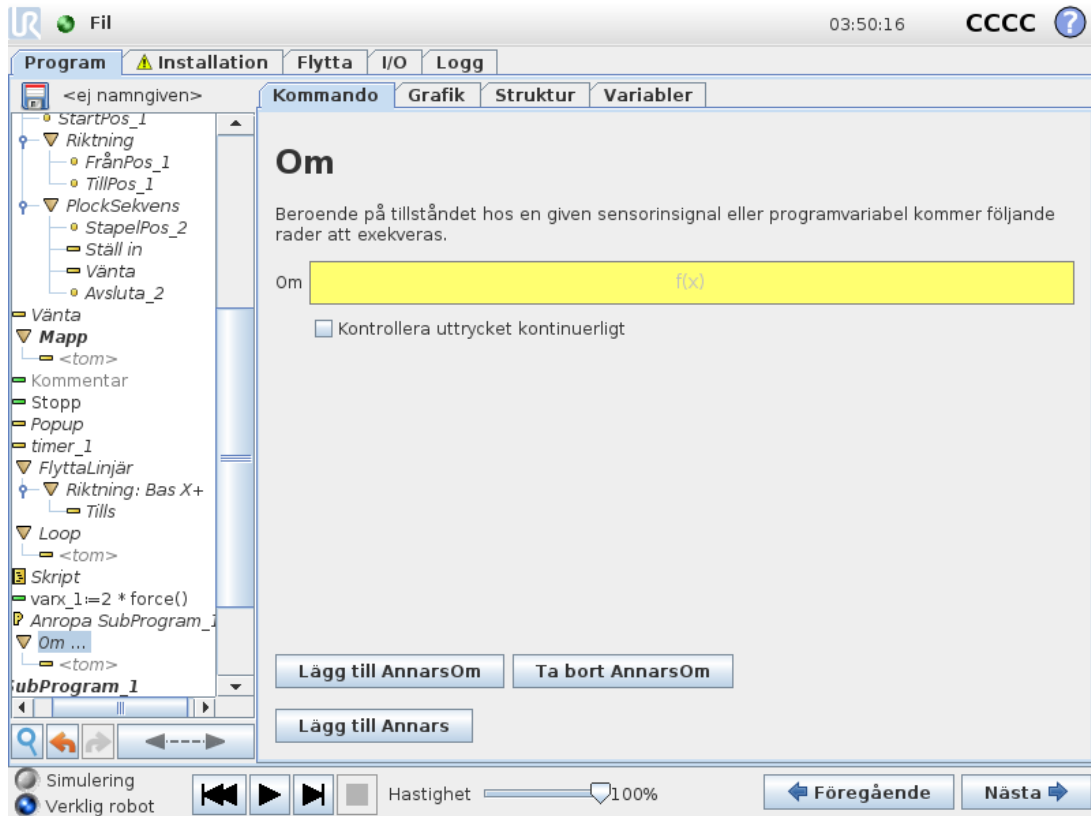 UR Fil 03:50:16 CCCC ?
Program Installation Flytta I/O Logg
<ej namngiven>
Kommando Grafik Struktur Variabler
StartPos_1
Riktning
FrånPos_1
TillPos_1
PlockSekvens
StapelPos_2
Ställ in
Vänta
Avsluta_2
Vänta
Mapp
<tom>
Kommentar
Stopp
Popup
timer_1
FlyttaLinjär
Riktning: Bas X+
Tills
Loop
<tom>
Skript
varx_1:=2 * force()
Anropa SubProgram_1
Om ...
<tom>
SubProgram_1
Om
Beroende på tillståndet hos en given sensorinsignal eller programvariabel kommer följande
rader att exekveras.
Om f(x)
Kontrollera uttrycket kontinuerligt
Lägg till AnnarsOm Ta bort AnnarsOm
Lägg till Annars
Simulering
Verklig robot
Hastighet 100%
Föregående Nästa